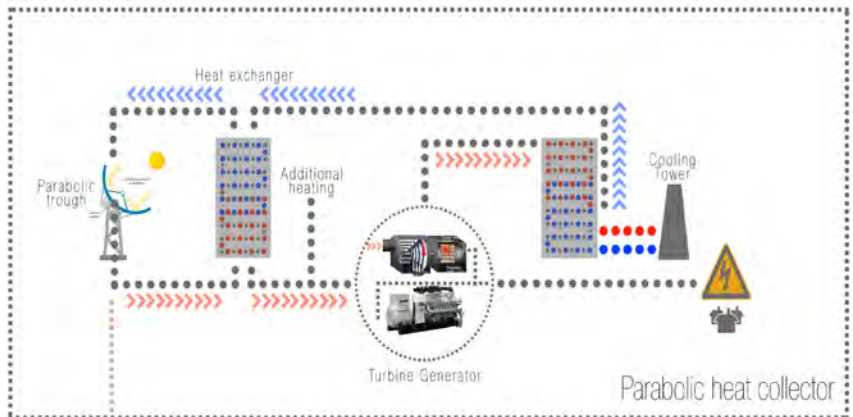 Heat exchanger
Parabolic
trough
Additional
heating
Cooling
Tower
Turbine Generator
Parabolic heat collector